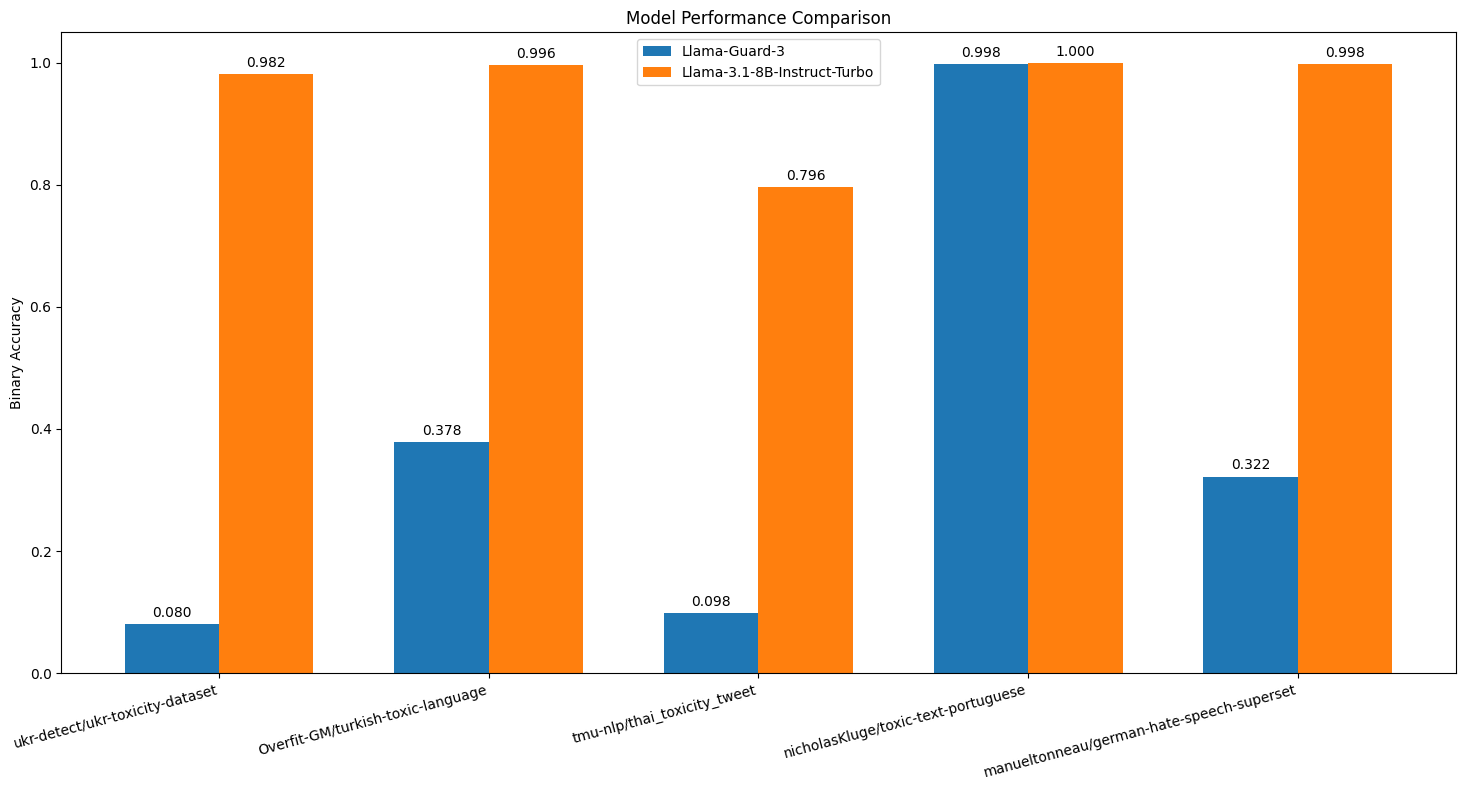 Model Performance Comparison
Llama-Guard-3
Llama-3.1-8B-Instruct-Turbo
Binary Accuracy
1.0
0.8
0.6
0.4
0.2
0.0
0.080
0.982
0.378
0.996
0.098
0.796
0.998
1.000
0.322
0.998
ukr-detect/ukr-toxicity-dataset
Overfit-GM/turkish-toxic-language
tmu-nlp/thai_toxicity_tweet
nicholasKluge/toxic-text-portuguese
manueltonneau/german-hate-speech-superset